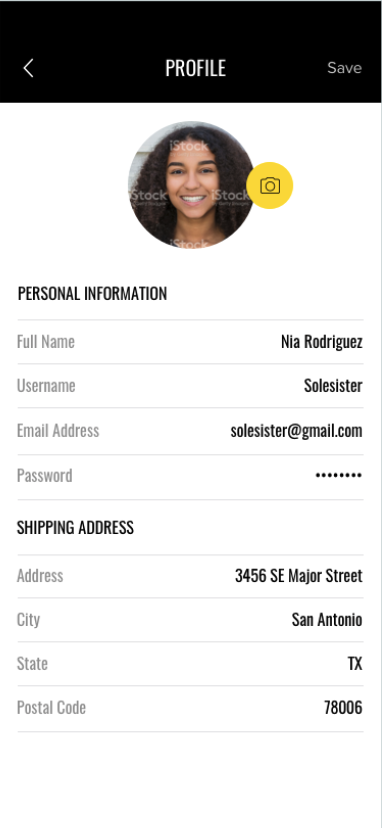 PROFILE Save
iStock
iStock iStock
iStock
PERSONAL INFORMATION
Full Name Nia Rodriguez
Username Solesister
Email Address solesister@gmail.com
Password ••••••••
SHIPPING ADDRESS
Address 3456 SE Major Street
City San Antonio
State TX
Postal Code 78006